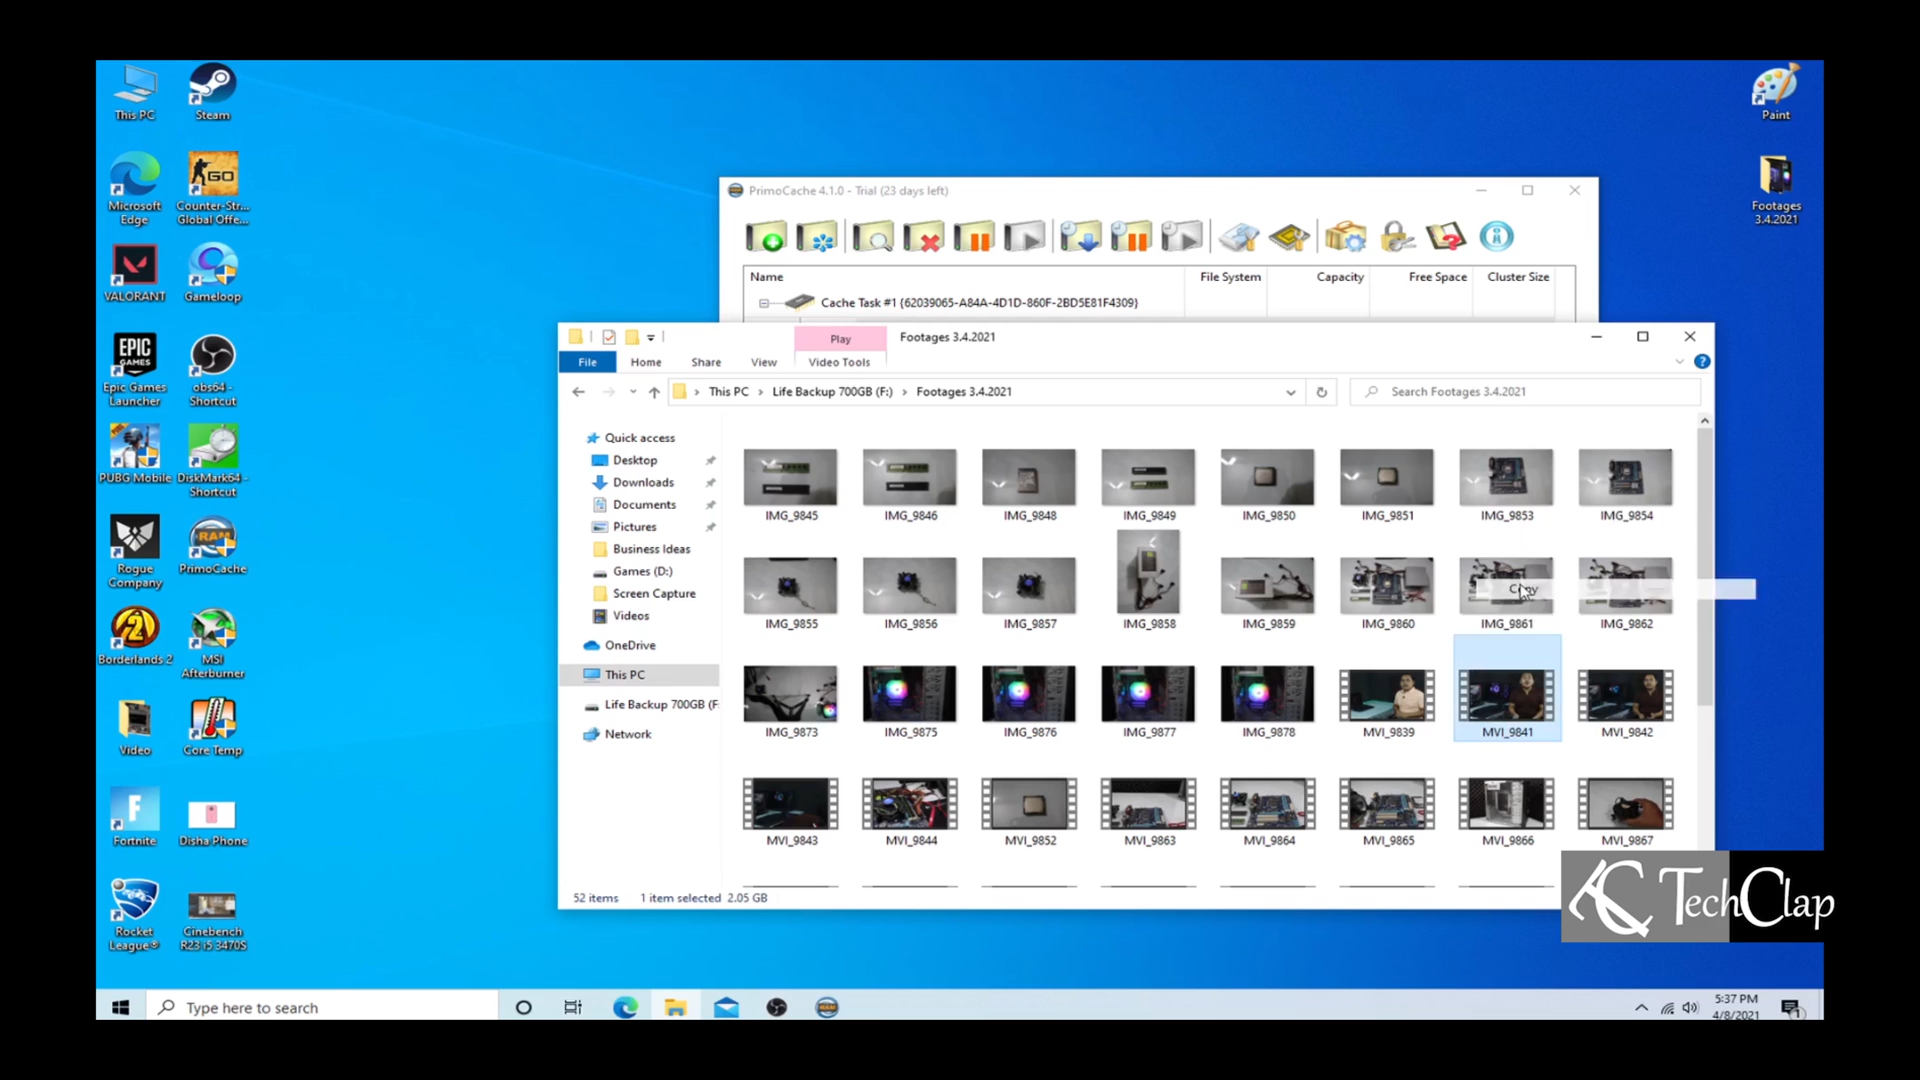 This PC
Steam
Microsoft
Edge
Counter-Str...
Global Offe...
VALORANT
Gameloop
Epic Games
Launcher
obs64 -
Shortcut
PUBG Mobile
DiskMark64 -
Shortcut
Rogue
Company
PrimoCache
Borderlands 2
MSI
Afterburner
Video
Core Temp
Fortnite
Disha Phone
Rocket
League®
Cinebench
R23 i5 3470S
Paint
Footages
3.4.2021
PrimoCache 4.1.0 - Trial (23 days left)
Name
File System
Capacity
Free Space
Cluster Size
Cache Task #1 {62039065-A84A-4D1D-860F-2BD5E81F4309}
Play
Footages 3.4.2021
File
Home
Share
View
Video Tools
This PC
Life Backup 700GB (F:)
Footages 3.4.2021
Search Footages 3.4.2021
Quick access
Desktop
Downloads
Documents
Pictures
Business Ideas
Games (D:)
Screen Capture
Videos
OneDrive
This PC
Life Backup 700GB (F:
Network
IMG_9845
IMG_9846
IMG_9848
IMG_9849
IMG_9850
IMG_9851
IMG_9853
IMG_9854
Copy
IMG_9855
IMG_9856
IMG_9857
IMG_9858
IMG_9859
IMG_9860
IMG_9861
IMG_9862
IMG_9873
IMG_9875
IMG_9876
IMG_9877
IMG_9878
MVI_9839
MVI_9841
MVI_9842
MVI_9843
MVI_9844
MVI_9852
MVI_9863
MVI_9864
MVI_9865
MVI_9866
MVI_9867
52 items
1 item selected 2.05 GB
TechClap
Type here to search
5:37 PM
4/8/2021